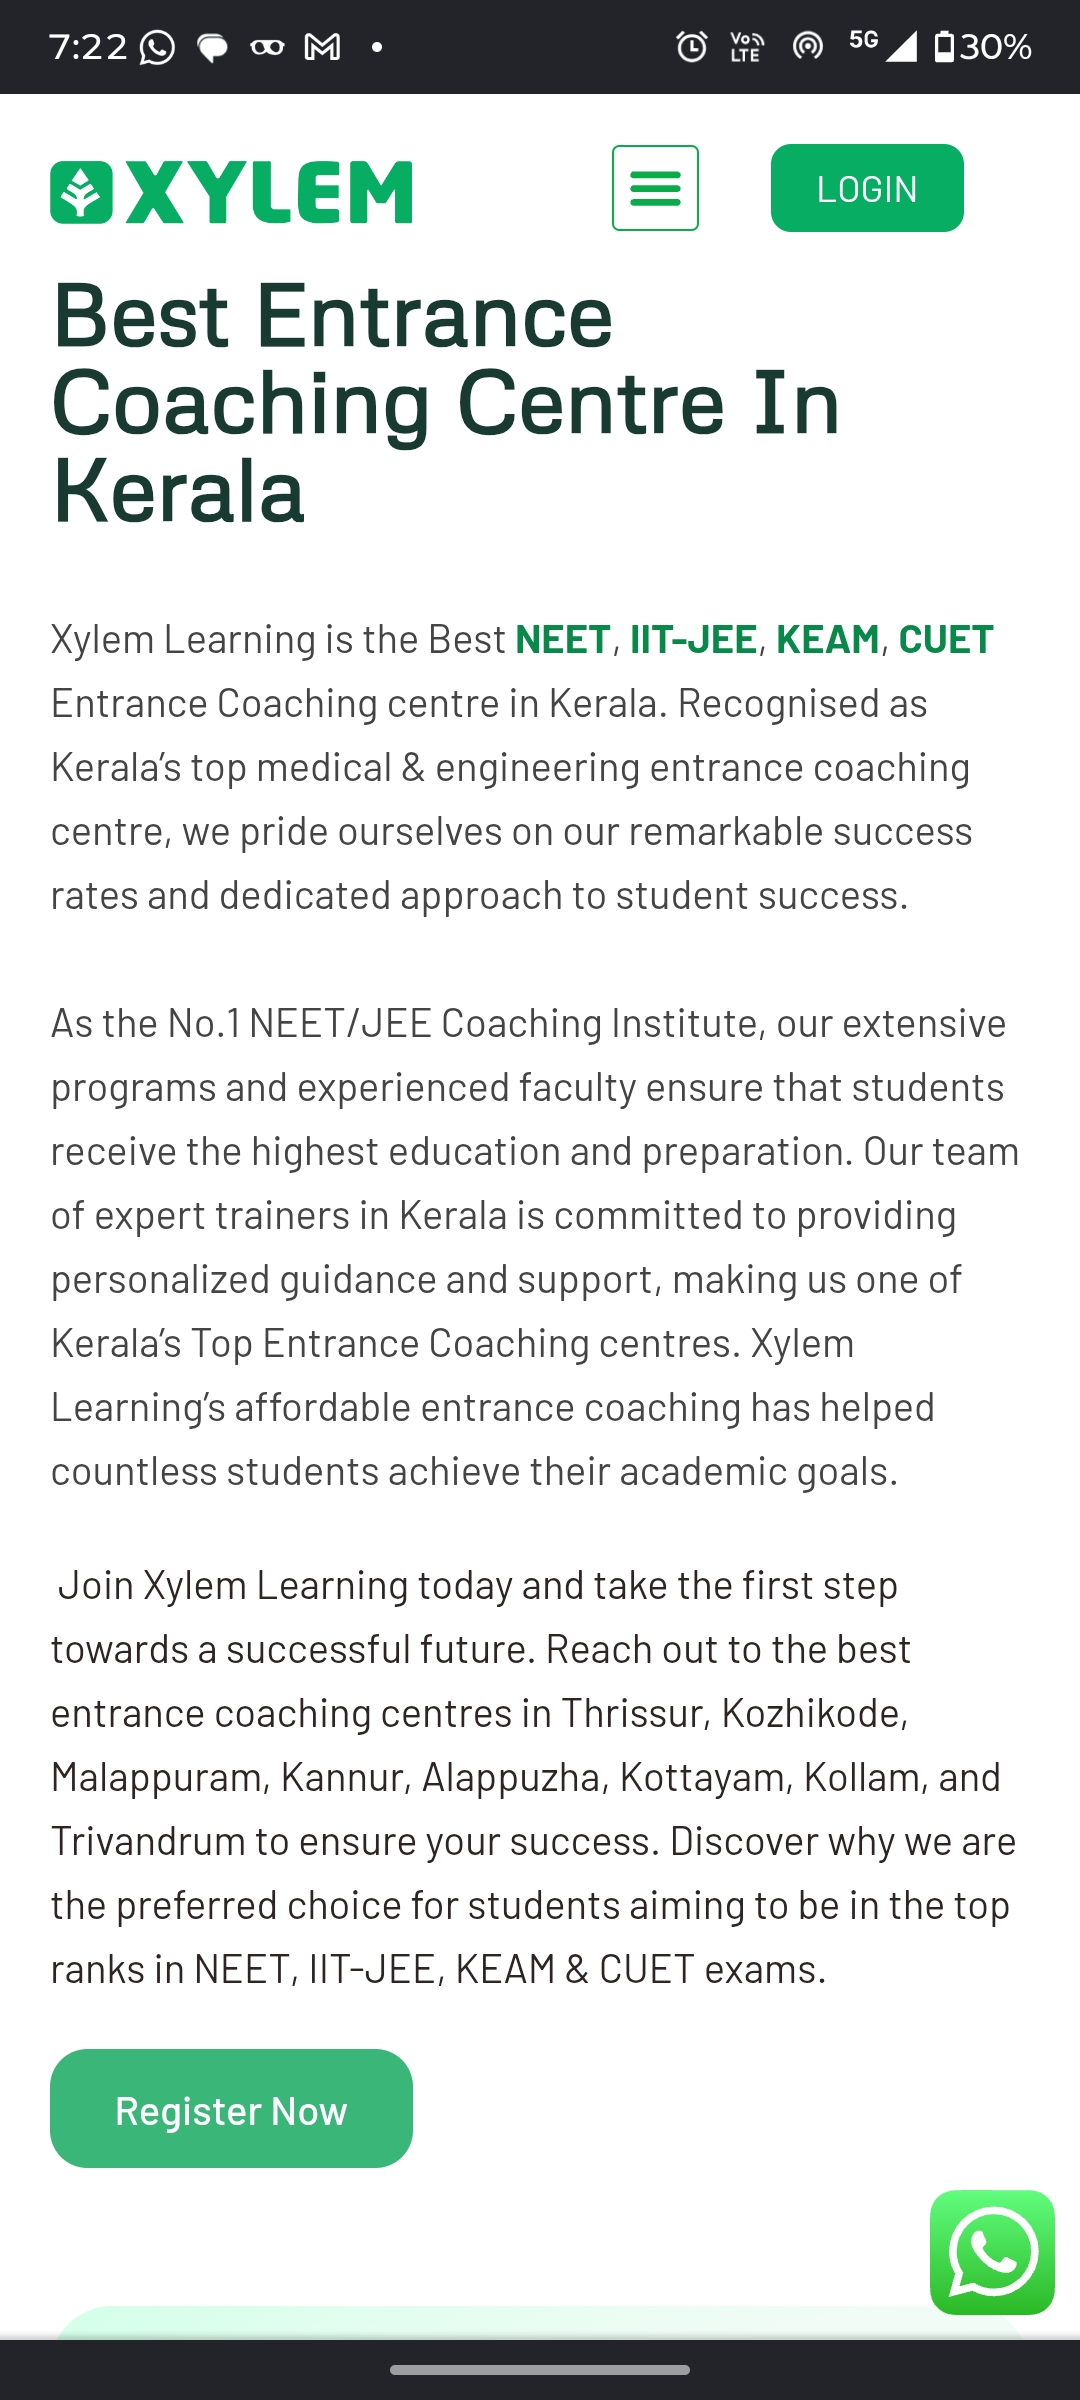 7:22
Vo LTE 5G 30%
XYLEM
LOGIN
Best Entrance
Coaching Centre In
Kerala
Xylem Learning is the Best NEET, IIT-JEE, KEAM, CUET
Entrance Coaching centre in Kerala. Recognised as
Kerala’s top medical & engineering entrance coaching
centre, we pride ourselves on our remarkable success
rates and dedicated approach to student success.
As the No.1 NEET/JEE Coaching Institute, our extensive
programs and experienced faculty ensure that students
receive the highest education and preparation. Our team
of expert trainers in Kerala is committed to providing
personalized guidance and support, making us one of
Kerala’s Top Entrance Coaching centres. Xylem
Learning’s affordable entrance coaching has helped
countless students achieve their academic goals.
Join Xylem Learning today and take the first step
towards a successful future. Reach out to the best
entrance coaching centres in Thrissur, Kozhikode,
Malappuram, Kannur, Alappuzha, Kottayam, Kollam, and
Trivandrum to ensure your success. Discover why we are
the preferred choice for students aiming to be in the top
ranks in NEET, IIT-JEE, KEAM & CUET exams.
Register Now